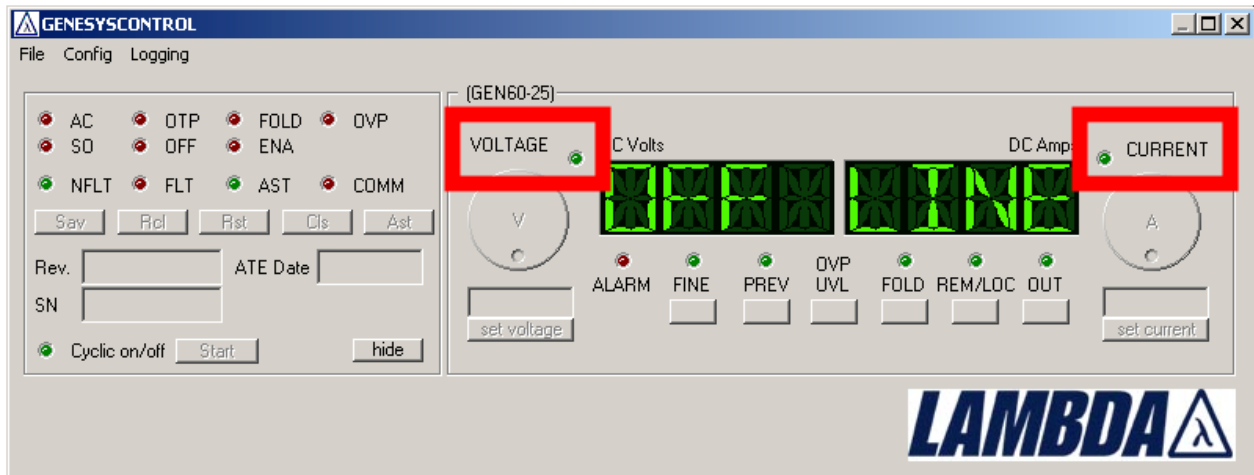 GENESYSCONTROL
File Config Logging
AC OTP FOLD OVP
SO OFF ENA
NFLT FLT AST COMM
Sav Rcl Rst Cls Ast
Rev. ATE Date
SN
Cyclic on/off Start hide
(GEN60-25)
VOLTAGE C Volts DC Amp CURRENT
V OFF LINE A
ALARM FINE PREV OVP UVL FOLD REM/LOC OUT
set voltage set current
LAMBDA λ